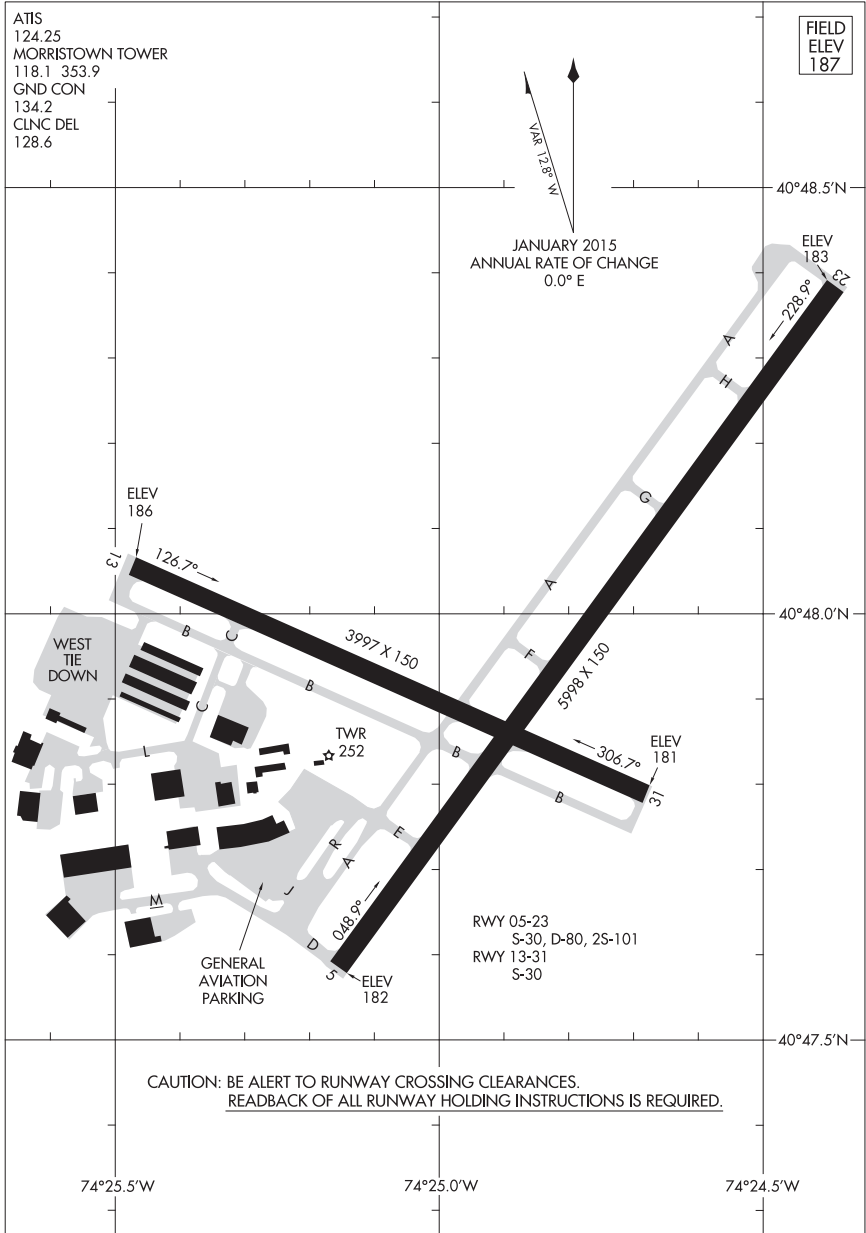 ATIS
124.25
MORRISTOWN TOWER
118.1 353.9
GND CON
134.2
CLNC DEL
128.6
FIELD
ELEV
187
VAR 12.8° W
40°48.5'N
JANUARY 2015
ANNUAL RATE OF CHANGE
0.0° E
ELEV
183
23
228.9°
A
H
G
A
F
ELEV
186
13
126.7°
40°48.0'N
3997 X 150
5998 X 150
B
C
B
WEST
TIE
DOWN
C
L
TWR
252
B
306.7°
ELEV
181
B
31
E
R
A
J
M
048.9°
D
5
ELEV
182
GENERAL
AVIATION
PARKING
RWY 05-23
S-30, D-80, 2S-101
RWY 13-31
S-30
40°47.5'N
CAUTION: BE ALERT TO RUNWAY CROSSING CLEARANCES.
READBACK OF ALL RUNWAY HOLDING INSTRUCTIONS IS REQUIRED.
74°25.5'W
74°25.0'W
74°24.5'W